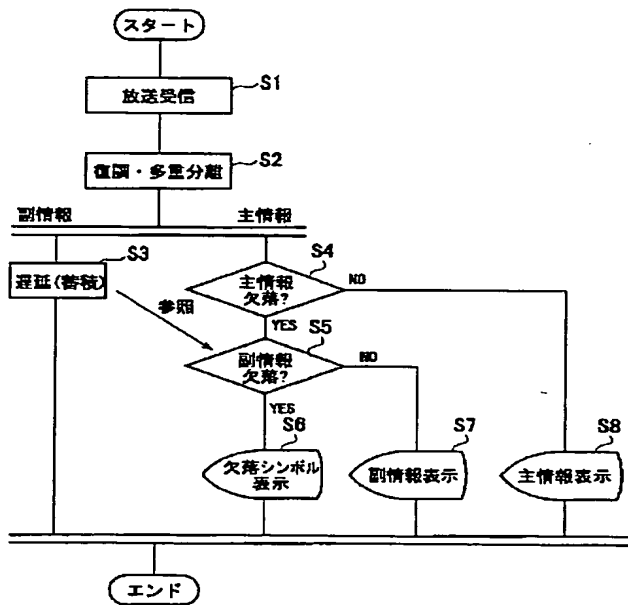 スタート
放送受信
S1
復調・多重分離
S2
副情報
主情報
遅延(蓄積)
S3
参照
主情報
欠落?
S4
NO
YES
副情報
欠落?
S5
NO
YES
欠落シンボル
表示
S6
副情報表示
S7
主情報表示
S8
エンド